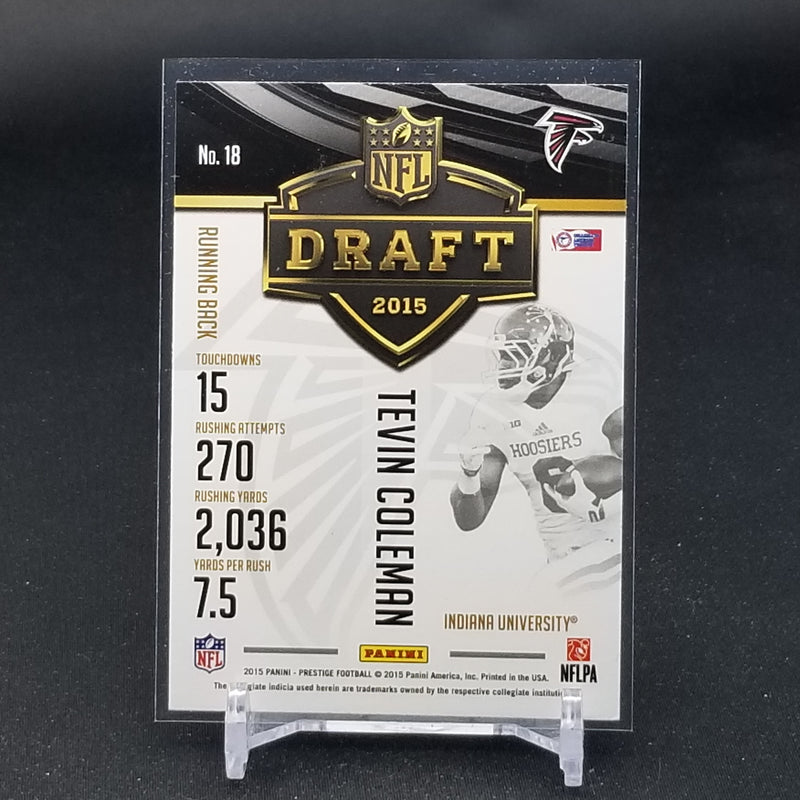 No. 18
NFL
DRAFT
2015
RUNNING BACK
TOUCHDOWNS
15
RUSHING ATTEMPTS
270
RUSHING YARDS
2,036
YARDS PER RUSH
7.5
TEVIN COLEMAN
HOOSIERS
INDIANA UNIVERSITY®
NFL
PANINI
NFLPA
2015 PANINI - PRESTIGE FOOTBALL © 2015 Panini America, Inc. Printed in the USA.
The indicia used herein are trademarks owned by the respective collegiate